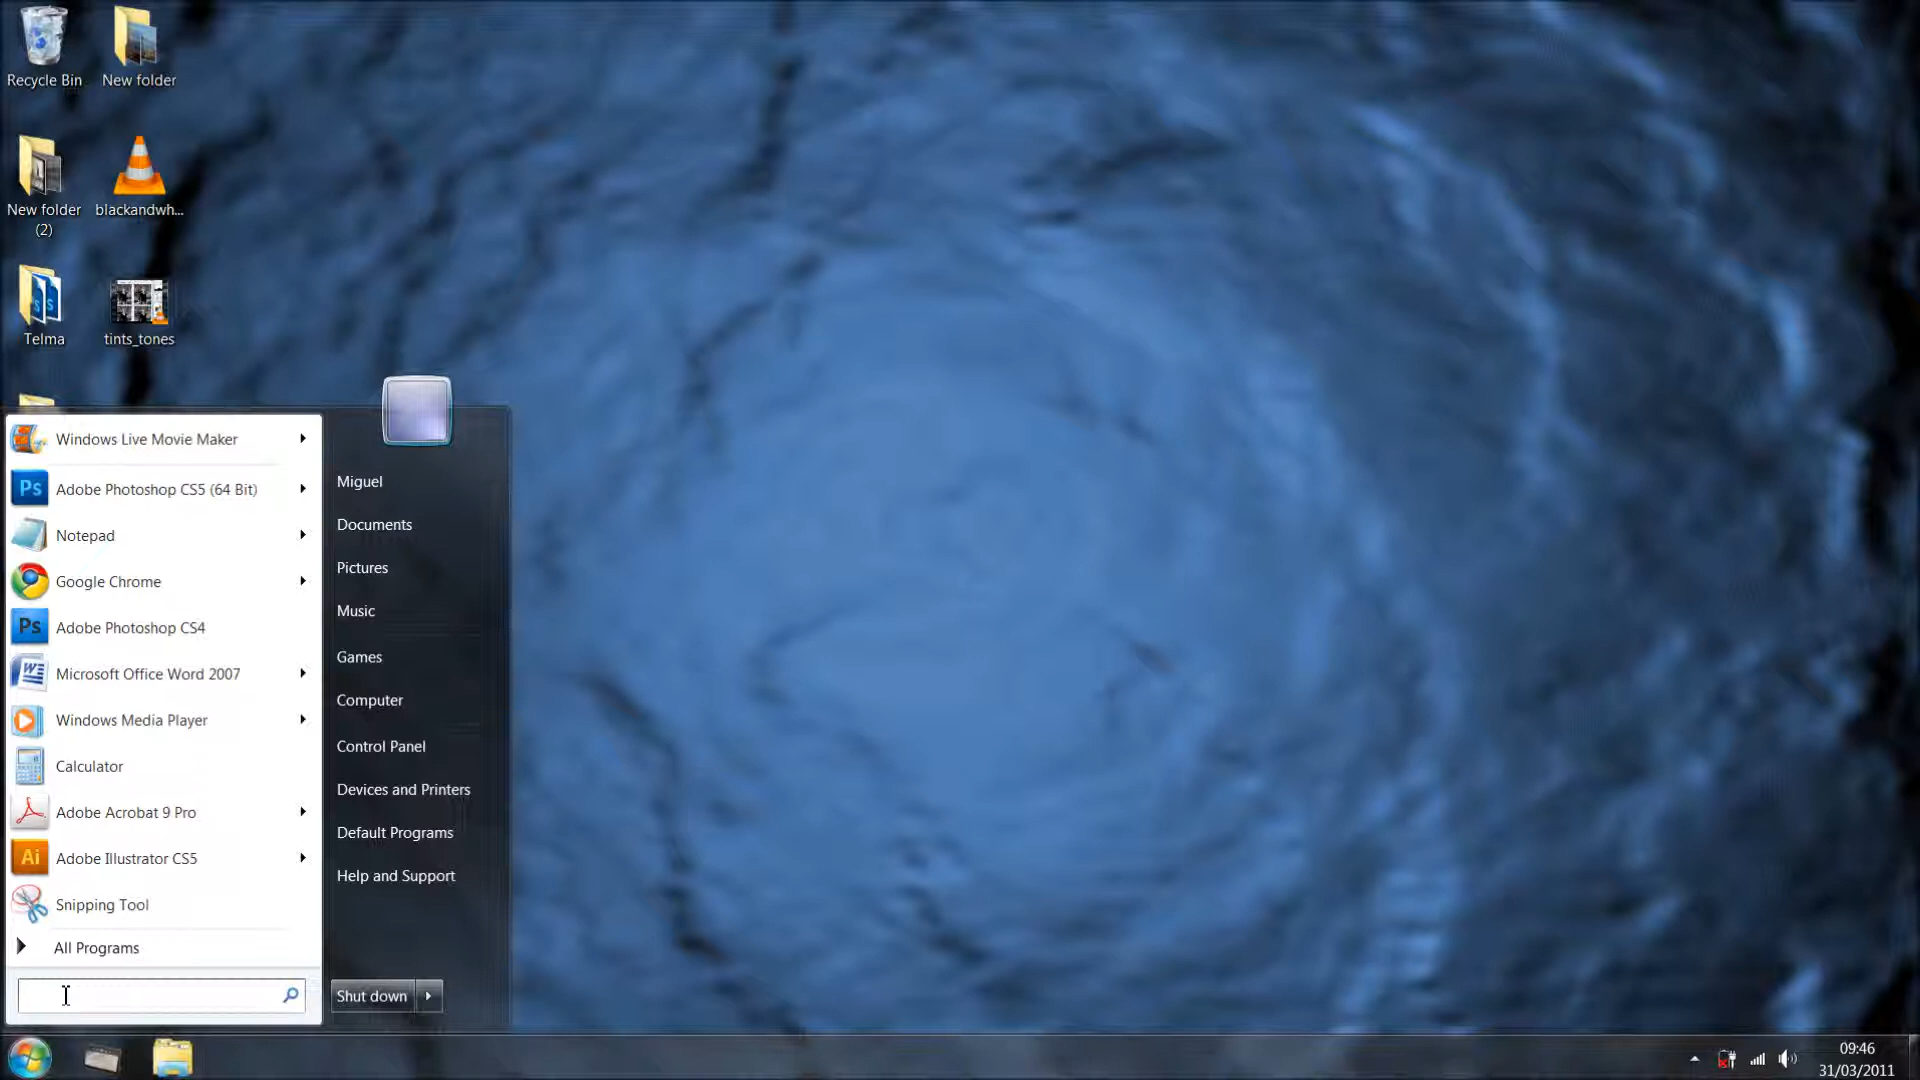 Recycle Bin
New folder
New folder
(2)
blackandwh...
Telma
tints_tones
Windows Live Movie Maker
Ps Adobe Photoshop CS5 (64 Bit)
Notepad
Google Chrome
Ps Adobe Photoshop CS4
Microsoft Office Word 2007
Windows Media Player
Calculator
Adobe Acrobat 9 Pro
Ai Adobe Illustrator CS5
Snipping Tool
All Programs
Miguel
Documents
Pictures
Music
Games
Computer
Control Panel
Devices and Printers
Default Programs
Help and Support
Shut down
09:46
31/03/2011